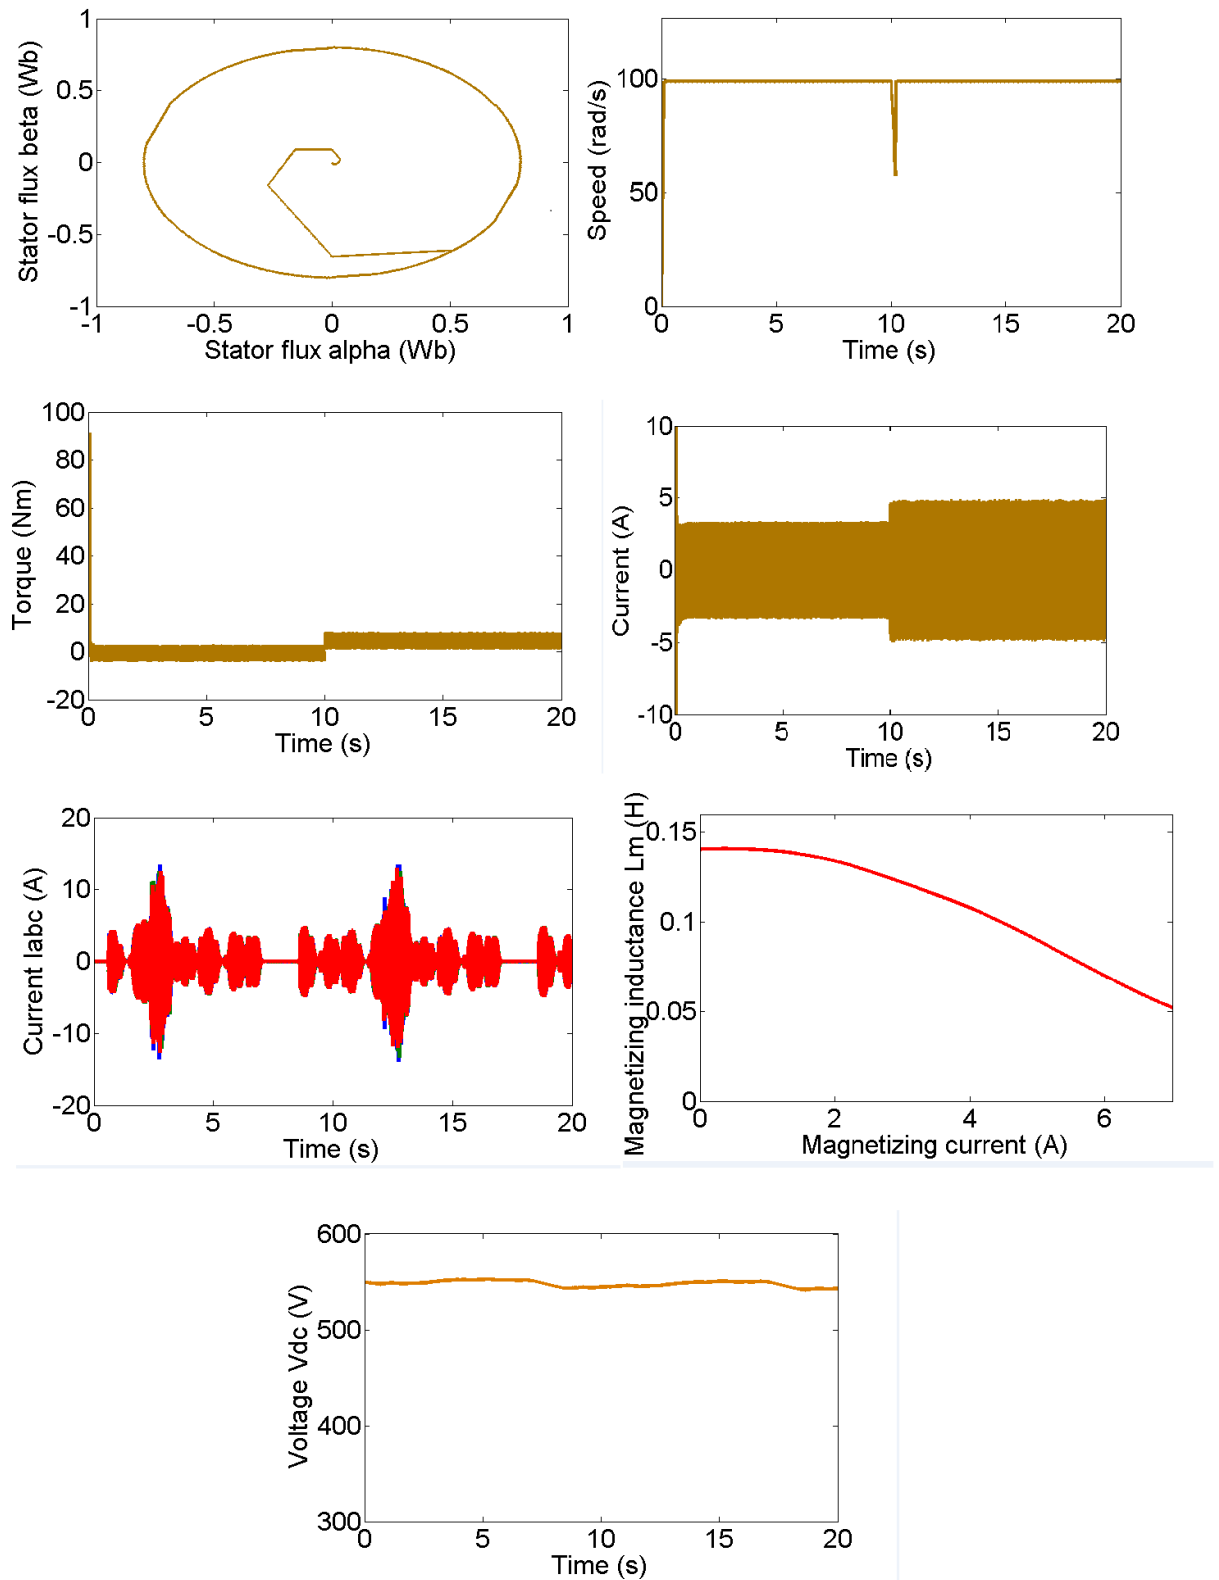 1
0.5
0
-0.5
-1
Stator flux beta (Wb)
-1 -0.5 0 0.5 1
Stator flux alpha (Wb)
100
50
0
Speed (rad/s)
0 5 10 15 20
Time (s)
100
80
60
40
20
0
-20
Torque (Nm)
0 5 10 15 20
Time (s)
10
5
0
-5
-10
Current (A)
0 5 10 15 20
Time (s)
20
10
0
-10
-20
Current Iabc (A)
0 5 10 15 20
Time (s)
0.15
0.1
0.05
0
Magnetizing inductance Lm (H)
0 2 4 6
Magnetizing current (A)
600
500
400
300
Voltage Vdc (V)
0 5 10 15 20
Time (s)